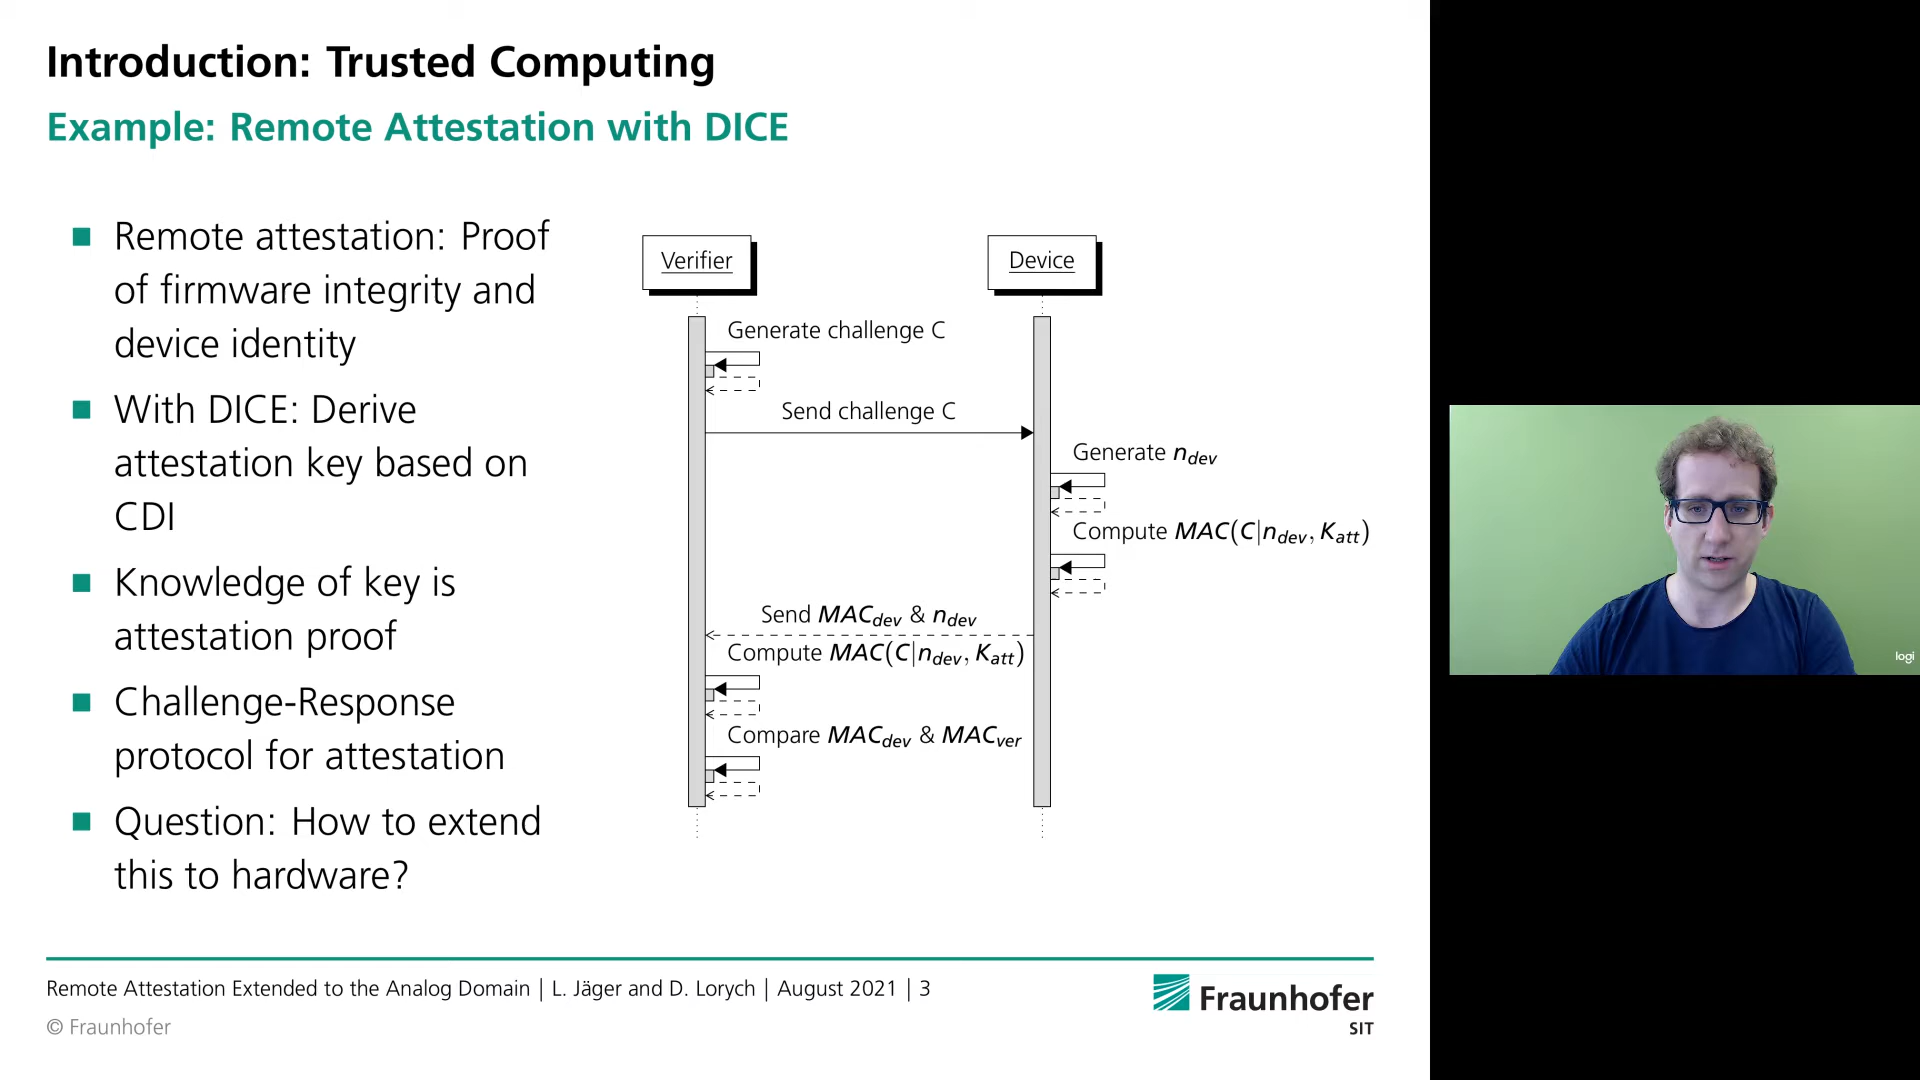 Introduction: Trusted Computing
Example: Remote Attestation with DICE
Remote attestation: Proof
of firmware integrity and
device identity
With DICE: Derive
attestation key based on
CDI
Knowledge of key is
attestation proof
Challenge-Response
protocol for attestation
Question: How to extend
this to hardware?
Verifier
Device
Generate challenge C
Send challenge C
Generate n_dev
Compute MAC(C|n_dev, K_att)
Send MAC_dev & n_dev
Compute MAC(C|n_dev, K_att)
Compare MAC_dev & MAC_ver
Remote Attestation Extended to the Analog Domain | L. Jäger and D. Lorych | August 2021 | 3
© Fraunhofer
Fraunhofer
SIT
logi